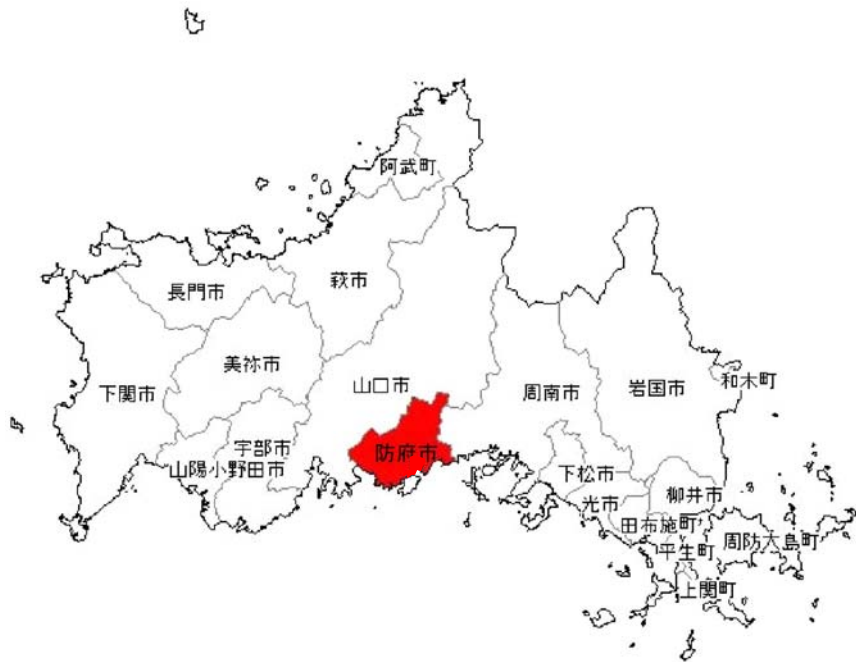 阿武町
萩市
長門市
美祢市
下関市
山口市
周南市
岩国市
和木町
宇部市
防府市
山陽小野田市
下松市
柳井市
光市
田布施町
周防大島町
平生町
上関町